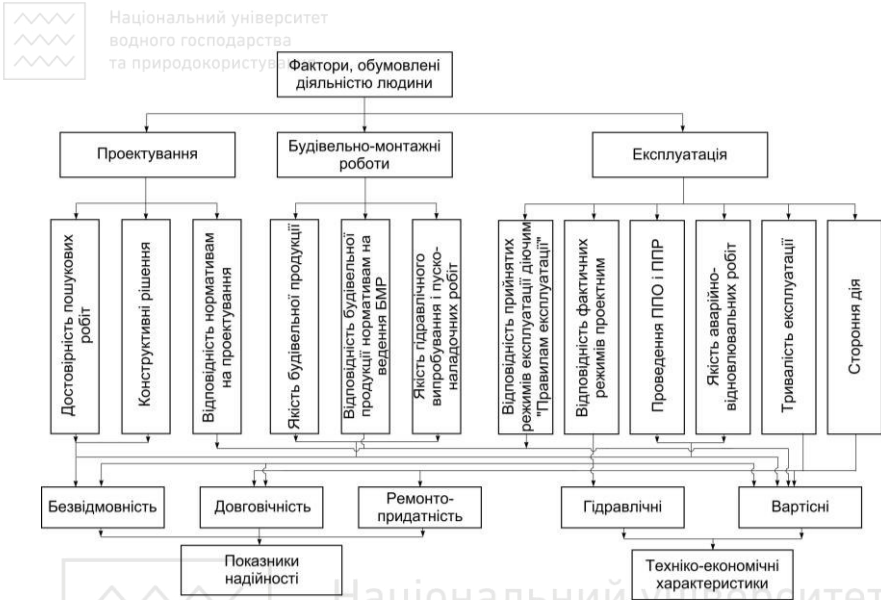 Національний університет
водного господарства
та природокористування
Фактори, обумовлені
діяльністю людини
Проектування
Будівельно-монтажні
роботи
Експлуатація
Достовірність пошукових
робіт
Конструктивні рішення
Відповідність нормативам
на проектування
Якість будівельної продукції
Відповідність будівельної
продукції нормативам на
ведення БМР
Якість гідравлічного
випробування і пуско-
наладочних робіт
Відповідність прийнятих
режимів експлуатації діючим
"Правилам експлуатації"
Відповідність фактичних
режимів проектним
Проведення ППО і ППР
Якість аварійно-
відновлювальних робіт
Тривалість експлуатації
Стороння дія
Безвідмовність
Довговічність
Ремонто-
придатність
Гідравлічні
Вартісні
Показники
надійності
Техніко-економічні
характеристики
Національний університет